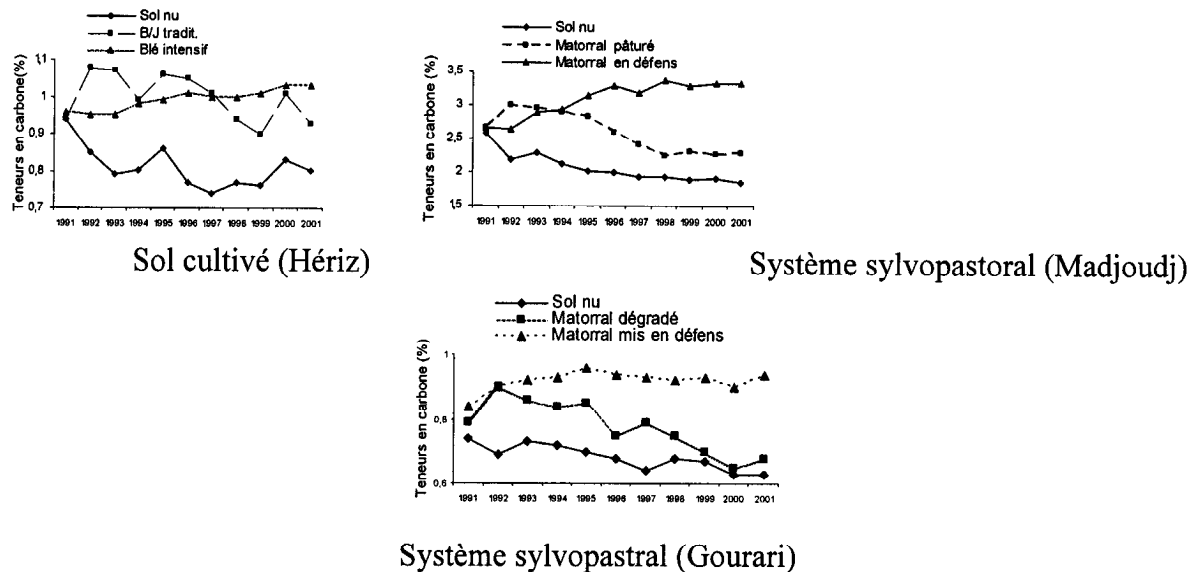 Sol nu
B/J tradit.
Blé intensif
Teneurs en carbone(%)
1,1
1
0,9
0,8
0,7
1991 1992 1993 1994 1995 1996 1997 1998 1999 2000 2001
Sol cultivé (Hériz)
Sol nu
Matorral pâturé
Matorral en défens
Teneurs en carbone (%)
3,5
3
2,5
2
1,5
1991 1992 1993 1994 1995 1996 1997 1998 1999 2000 2001
Système sylvopastoral (Madjoudj)
Sol nu
Matorral dégradé
Matorral mis en défens
Teneurs en carbone (%)
1
0,8
0,6
1991 1992 1993 1994 1995 1996 1997 1998 1999 2000 2001
Système sylvopastral (Gourari)